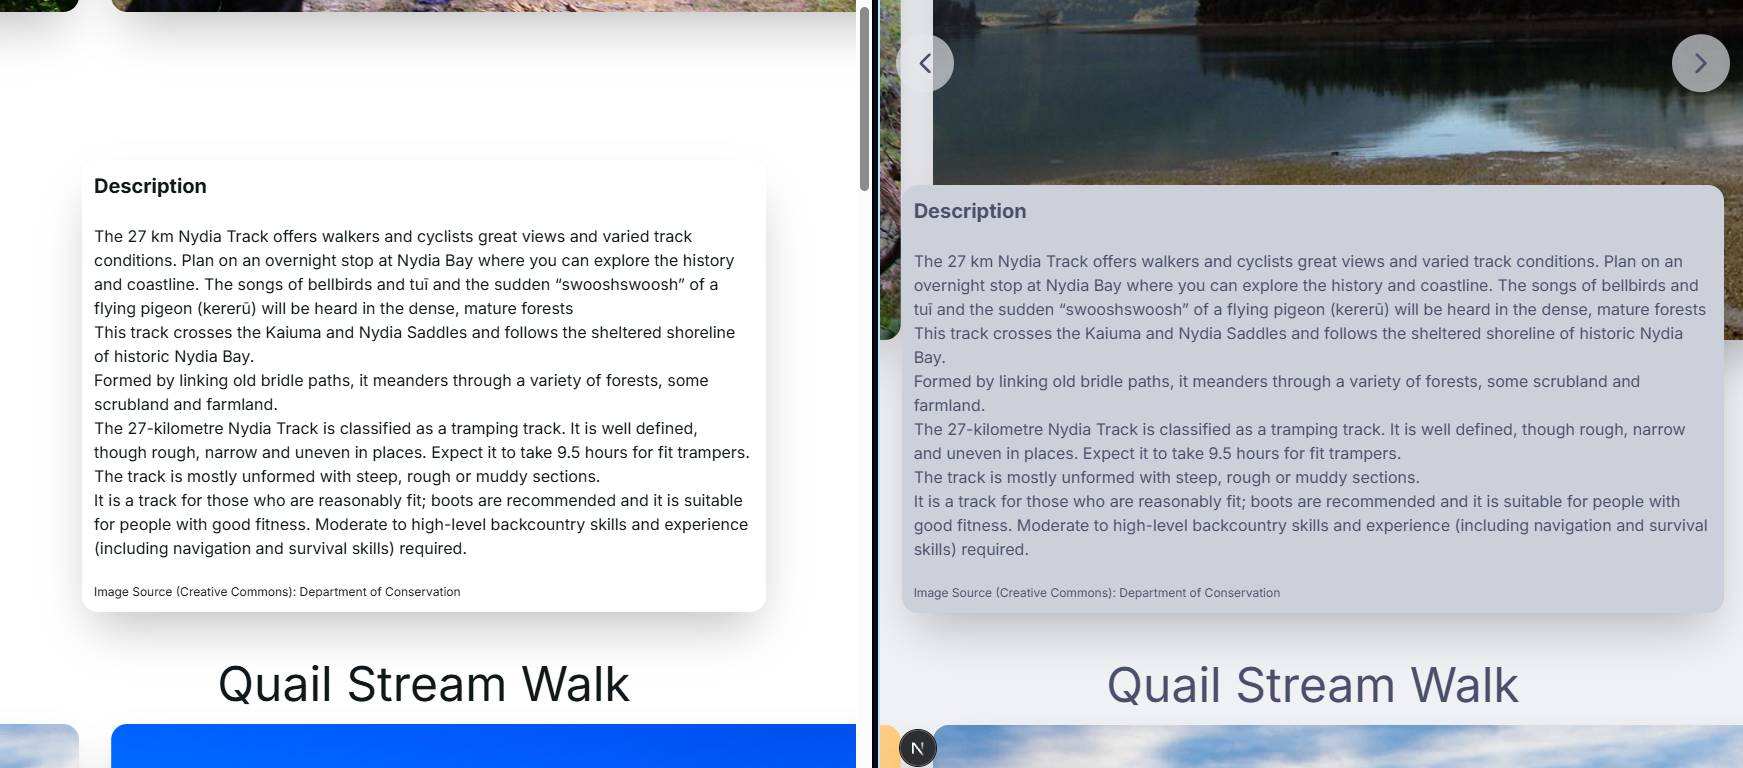 Description
The 27 km Nydia Track offers walkers and cyclists great views and varied track
conditions. Plan on an overnight stop at Nydia Bay where you can explore the history
and coastline. The songs of bellbirds and tuī and the sudden “swooshswoosh” of a
flying pigeon (kererū) will be heard in the dense, mature forests
This track crosses the Kaiuma and Nydia Saddles and follows the sheltered shoreline
of historic Nydia Bay.
Formed by linking old bridle paths, it meanders through a variety of forests, some
scrubland and farmland.
The 27-kilometre Nydia Track is classified as a tramping track. It is well defined,
though rough, narrow and uneven in places. Expect it to take 9.5 hours for fit trampers.
The track is mostly unformed with steep, rough or muddy sections.
It is a track for those who are reasonably fit; boots are recommended and it is suitable
for people with good fitness. Moderate to high-level backcountry skills and experience
(including navigation and survival skills) required.
Image Source (Creative Commons): Department of Conservation
Quail Stream Walk
Description
The 27 km Nydia Track offers walkers and cyclists great views and varied track conditions. Plan on an
overnight stop at Nydia Bay where you can explore the history and coastline. The songs of bellbirds and
tuī and the sudden “swooshswoosh” of a flying pigeon (kererū) will be heard in the dense, mature forests
This track crosses the Kaiuma and Nydia Saddles and follows the sheltered shoreline of historic Nydia
Bay.
Formed by linking old bridle paths, it meanders through a variety of forests, some scrubland and
farmland.
The 27-kilometre Nydia Track is classified as a tramping track. It is well defined, though rough, narrow
and uneven in places. Expect it to take 9.5 hours for fit trampers.
The track is mostly unformed with steep, rough or muddy sections.
It is a track for those who are reasonably fit; boots are recommended and it is suitable for people with
good fitness. Moderate to high-level backcountry skills and experience (including navigation and survival
skills) required.
Image Source (Creative Commons): Department of Conservation
Quail Stream Walk
N